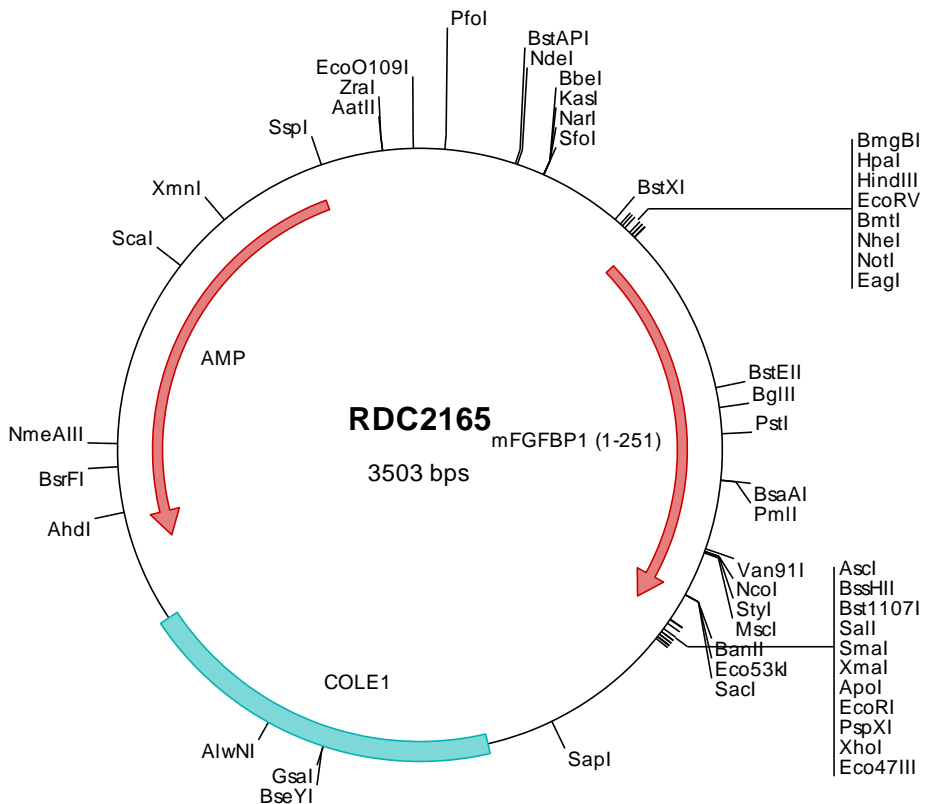 PfoI
BstAPI
NdeI
EcoO109I
ZraI
AatII
BbeI
KasI
NarI
SfoI
SspI
XmnI
ScaI
BstXI
BmgBI
HpaI
HindIII
EcoRV
BmtI
NheI
NotI
EagI
AMP
BstEII
BglII
PstI
RDC2165
mFGFBP1 (1-251)
3503 bps
NmeAIII
BsrFI
AhdI
BsaAI
PmlI
Van91I
NcoI
StyI
MscI
BanII
Eco53kI
SacI
AscI
BssHII
Bst1107I
SalI
SmaI
XmaI
ApoI
EcoRI
PspXI
XhoI
Eco47III
COLE1
AlwNI
GsaI
BseYI
SapI